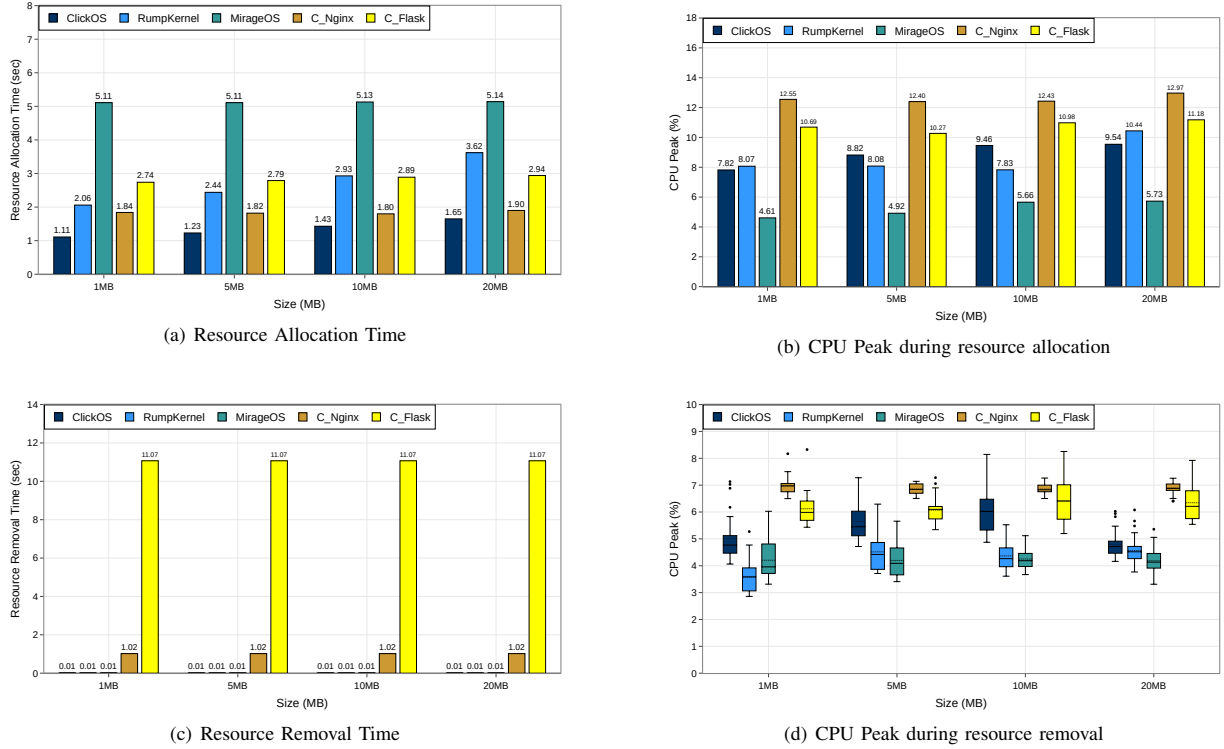 ClickOS RumpKernel MirageOS C_Nginx C_Flask
Resource Allocation Time (sec)
8
7
6
5
4
3
2
1
0
1.11 2.06 5.11 1.84 2.74
1.23 2.44 5.11 1.82 2.79
1.43 2.93 5.13 1.80 2.89
1.65 3.62 5.14 1.90 2.94
1MB 5MB 10MB 20MB
Size (MB)
(a) Resource Allocation Time
ClickOS RumpKernel MirageOS C_Nginx C_Flask
CPU Peak (%)
18
16
14
12
10
8
6
4
2
0
7.82 8.07 4.61 12.55 10.69
8.82 8.08 4.92 12.40 10.27
9.46 7.83 5.66 12.43 10.98
9.54 10.44 5.73 12.97 11.18
1MB 5MB 10MB 20MB
Size (MB)
(b) CPU Peak during resource allocation
ClickOS RumpKernel MirageOS C_Nginx C_Flask
Resource Removal Time (sec)
14
12
10
8
6
4
2
0
0.01 0.01 0.01 1.02 11.07
0.01 0.01 0.01 1.02 11.07
0.01 0.01 0.01 1.02 11.07
0.01 0.01 0.01 1.02 11.07
1MB 5MB 10MB 20MB
Size (MB)
(c) Resource Removal Time
ClickOS RumpKernel MirageOS C_Nginx C_Flask
CPU Peak (%)
10
9
8
7
6
5
4
3
2
1
0
1MB 5MB 10MB 20MB
Size (MB)
(d) CPU Peak during resource removal